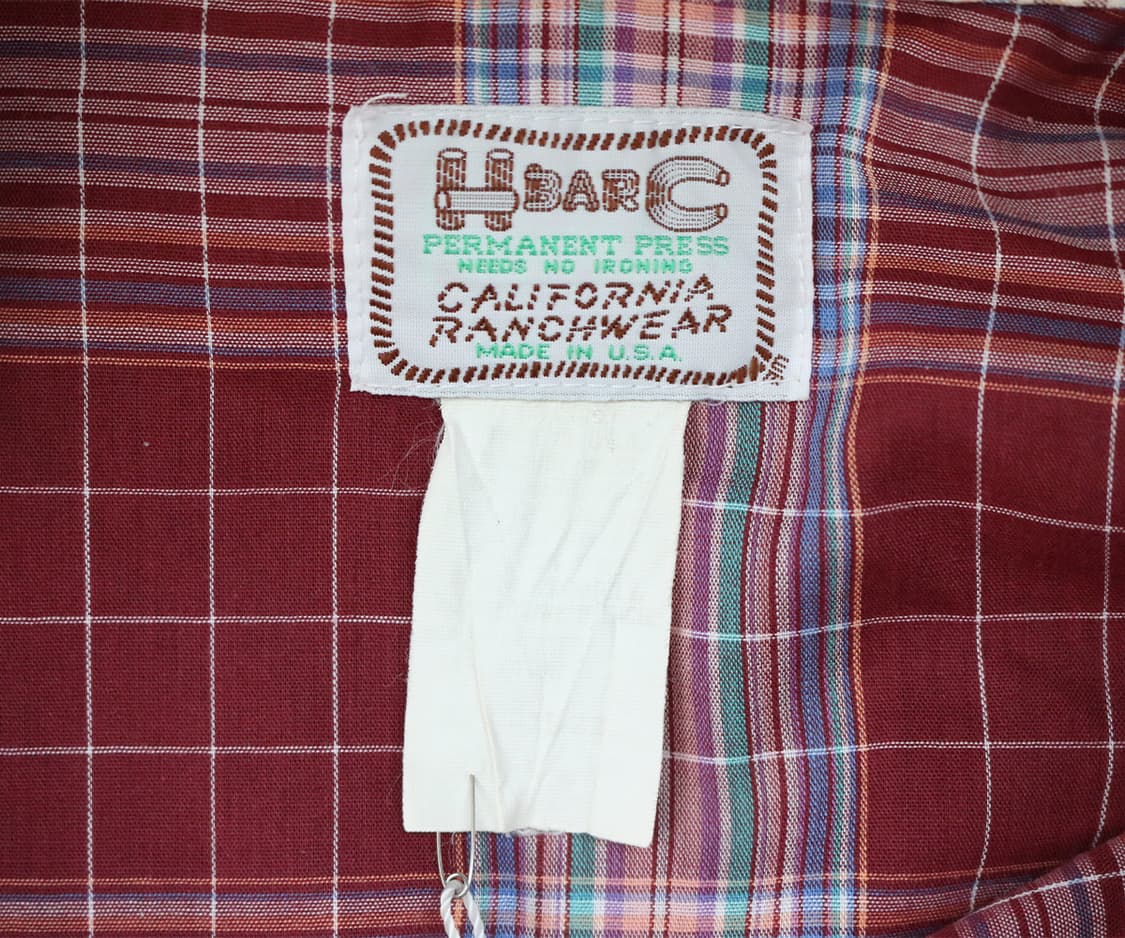 H BAR C
PERMANENT PRESS
NEEDS NO IRONING
CALIFORNIA
RANCHWEAR
MADE IN U.S.A.